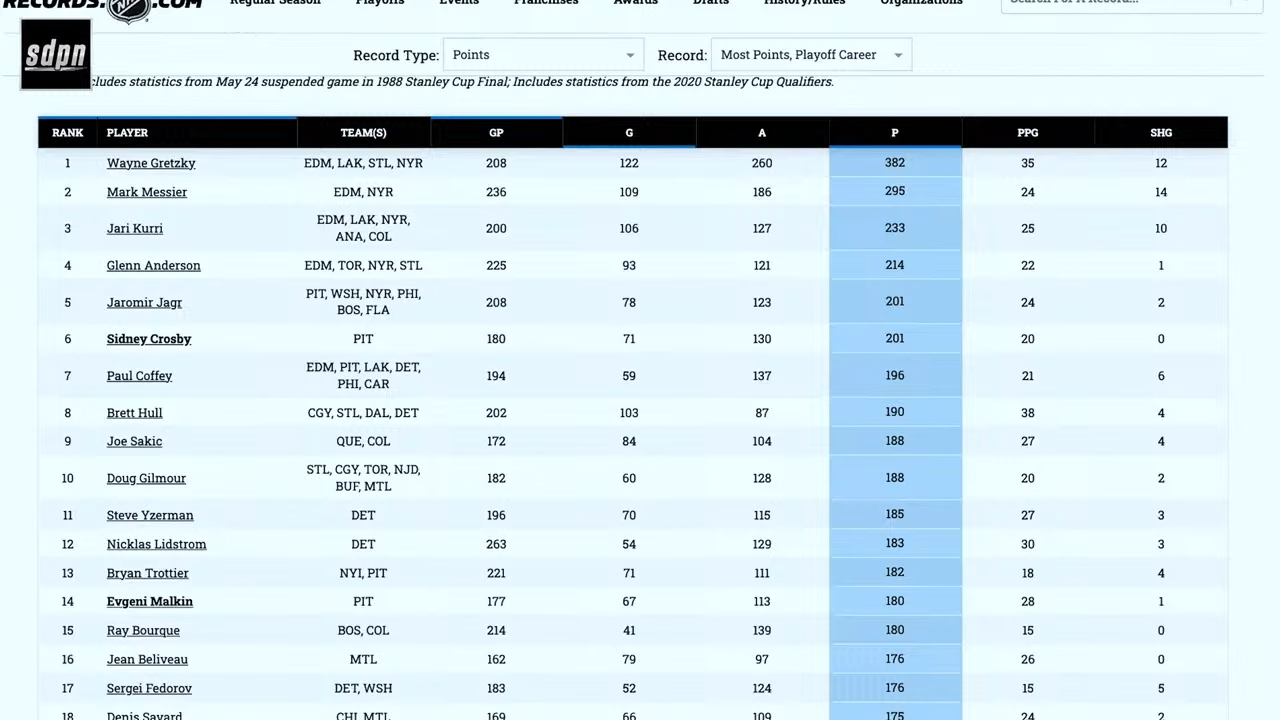 RECORDS. NHL .COM Regular Season Playoffs Events Franchises Awards Drafts History/Rules Organizations Search For A Record...
sdpn
Record Type: Points Record: Most Points, Playoff Career
cludes statistics from May 24 suspended game in 1988 Stanley Cup Final; Includes statistics from the 2020 Stanley Cup Qualifiers.
RANK PLAYER TEAM(S) GP G A P PPG SHG
1 Wayne Gretzky EDM, LAK, STL, NYR 208 122 260 382 35 12
2 Mark Messier EDM, NYR 236 109 186 295 24 14
3 Jari Kurri EDM, LAK, NYR,
ANA, COL 200 106 127 233 25 10
4 Glenn Anderson EDM, TOR, NYR, STL 225 93 121 214 22 1
5 Jaromir Jagr PIT, WSH, NYR, PHI,
BOS, FLA 208 78 123 201 24 2
6 Sidney Crosby PIT 180 71 130 201 20 0
7 Paul Coffey EDM, PIT, LAK, DET,
PHI, CAR 194 59 137 196 21 6
8 Brett Hull CGY, STL, DAL, DET 202 103 87 190 38 4
9 Joe Sakic QUE, COL 172 84 104 188 27 4
10 Doug Gilmour STL, CGY, TOR, NJD,
BUF, MTL 182 60 128 188 20 2
11 Steve Yzerman DET 196 70 115 185 27 3
12 Nicklas Lidstrom DET 263 54 129 183 30 3
13 Bryan Trottier NYI, PIT 221 71 111 182 18 4
14 Evgeni Malkin PIT 177 67 113 180 28 1
15 Ray Bourque BOS, COL 214 41 139 180 15 0
16 Jean Beliveau MTL 162 79 97 176 26 0
17 Sergei Fedorov DET, WSH 183 52 124 176 15 5
18 Denis Savard CHI, MTL 169 66 109 175 24 2